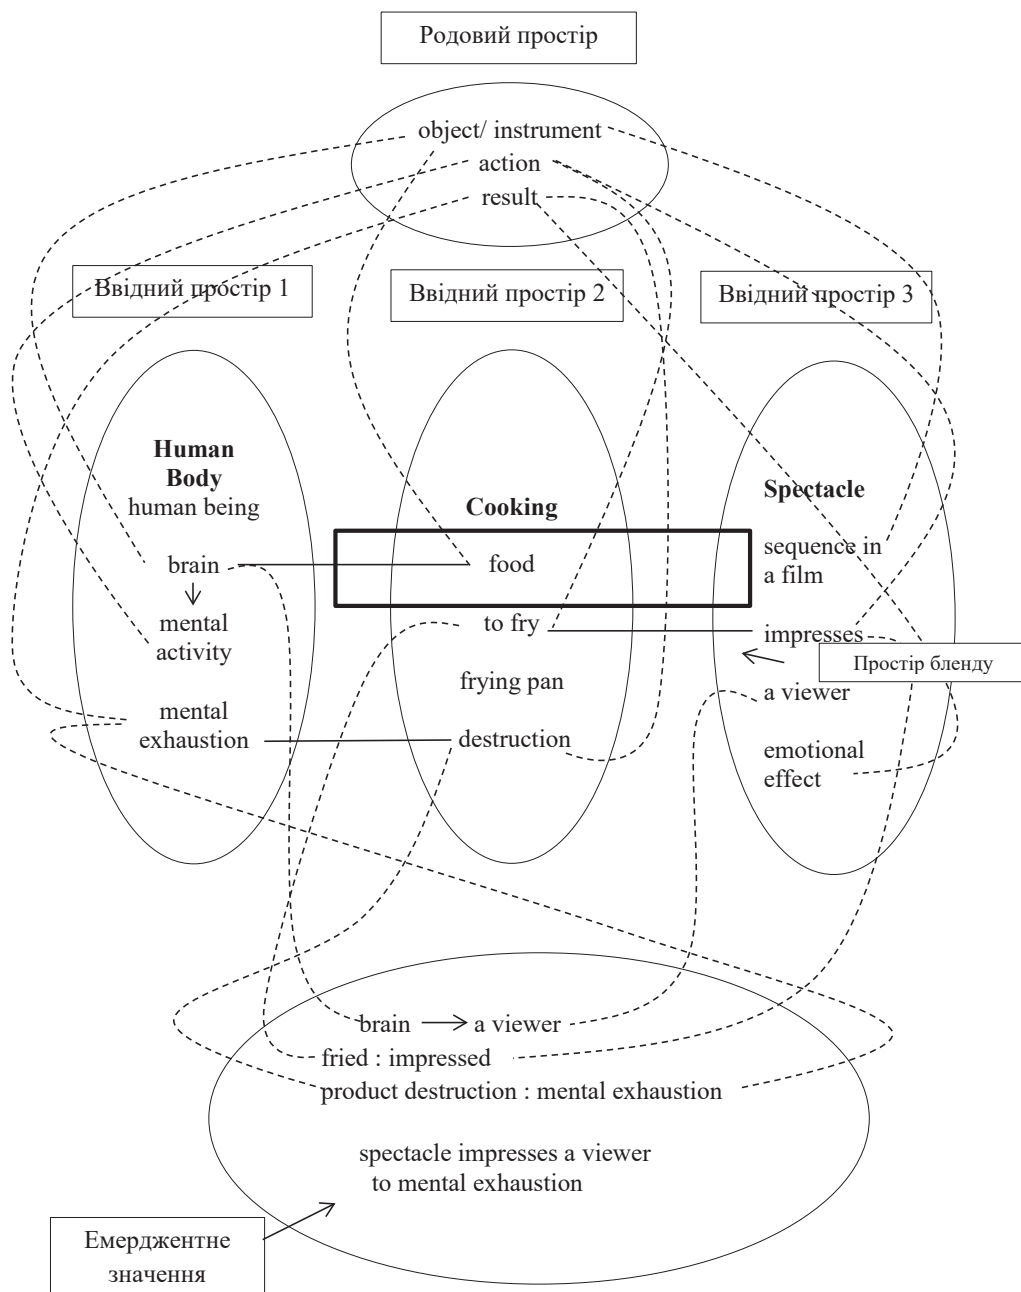 Родовий простір
object/ instrument
action
result
Ввідний простір 1
Ввідний простір 2
Ввідний простір 3
Human
Body
human being
brain
mental
activity
mental
exhaustion
Cooking
food
to fry
frying pan
destruction
Spectacle
sequence in
a film
impresses
a viewer
emotional
effect
Простір бленду
brain
a viewer
fried : impressed
product destruction : mental exhaustion
spectacle impresses a viewer
to mental exhaustion
Емерджентне
значення